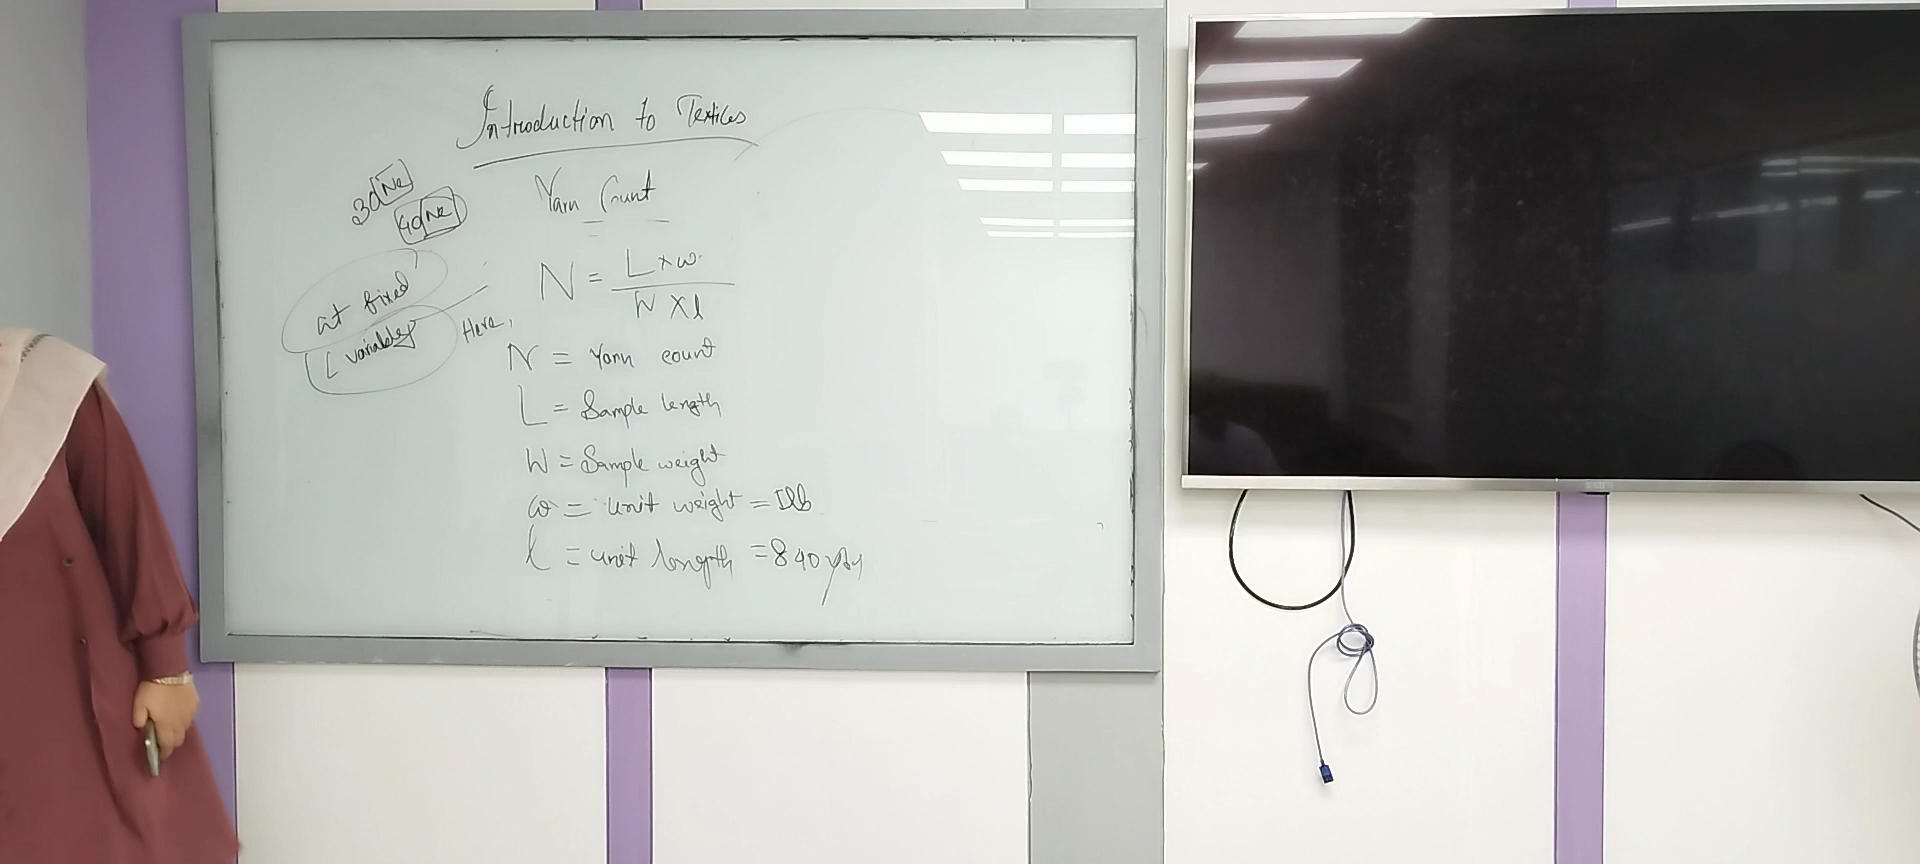 Introduction to Textiles
Yarn Count
30 Ne
40 Ne
at fixed
L variable
N = L × w / W × l
Here,
N = Yarn count
L = Sample length
W = Sample weight
w = unit weight = 1lb
l = unit length = 840 yds